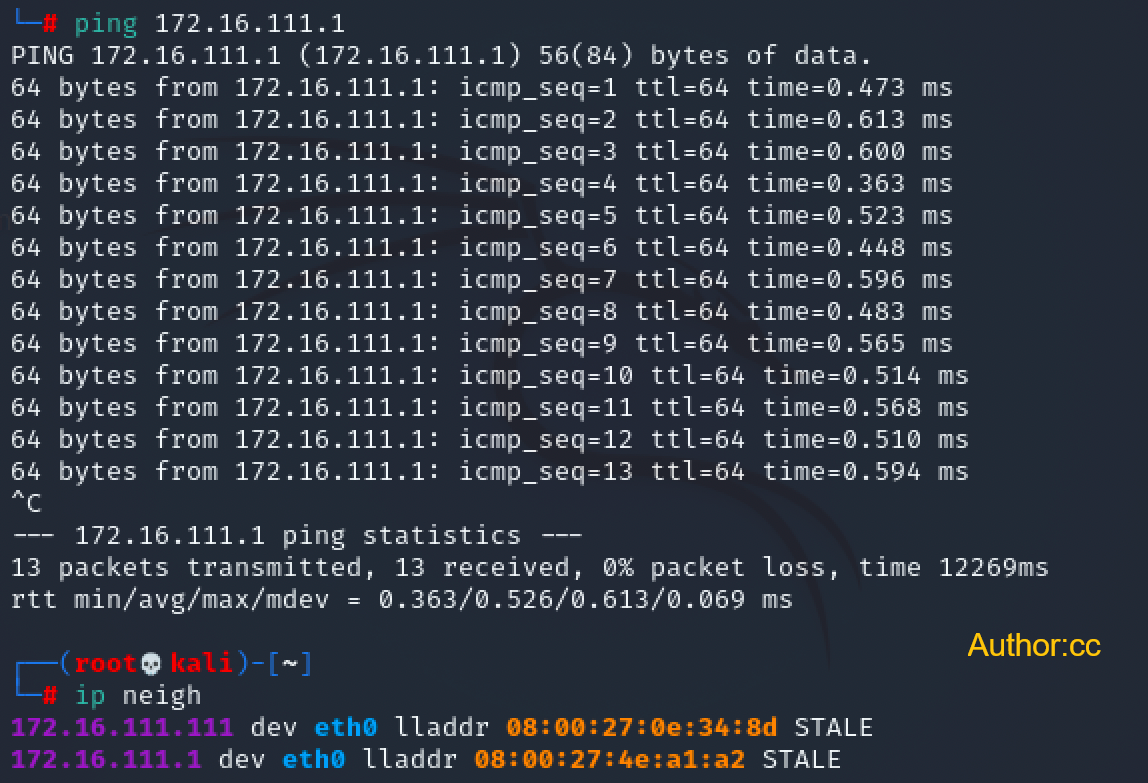 └─# ping 172.16.111.1
PING 172.16.111.1 (172.16.111.1) 56(84) bytes of data.
64 bytes from 172.16.111.1: icmp_seq=1 ttl=64 time=0.473 ms
64 bytes from 172.16.111.1: icmp_seq=2 ttl=64 time=0.613 ms
64 bytes from 172.16.111.1: icmp_seq=3 ttl=64 time=0.600 ms
64 bytes from 172.16.111.1: icmp_seq=4 ttl=64 time=0.363 ms
64 bytes from 172.16.111.1: icmp_seq=5 ttl=64 time=0.523 ms
64 bytes from 172.16.111.1: icmp_seq=6 ttl=64 time=0.448 ms
64 bytes from 172.16.111.1: icmp_seq=7 ttl=64 time=0.596 ms
64 bytes from 172.16.111.1: icmp_seq=8 ttl=64 time=0.483 ms
64 bytes from 172.16.111.1: icmp_seq=9 ttl=64 time=0.565 ms
64 bytes from 172.16.111.1: icmp_seq=10 ttl=64 time=0.514 ms
64 bytes from 172.16.111.1: icmp_seq=11 ttl=64 time=0.568 ms
64 bytes from 172.16.111.1: icmp_seq=12 ttl=64 time=0.510 ms
64 bytes from 172.16.111.1: icmp_seq=13 ttl=64 time=0.594 ms
^C
--- 172.16.111.1 ping statistics ---
13 packets transmitted, 13 received, 0% packet loss, time 12269ms
rtt min/avg/max/mdev = 0.363/0.526/0.613/0.069 ms
Author:cc
┌──(root💀kali)-[~]
└─# ip neigh
172.16.111.111 dev eth0 lladdr 08:00:27:0e:34:8d STALE
172.16.111.1 dev eth0 lladdr 08:00:27:4e:a1:a2 STALE